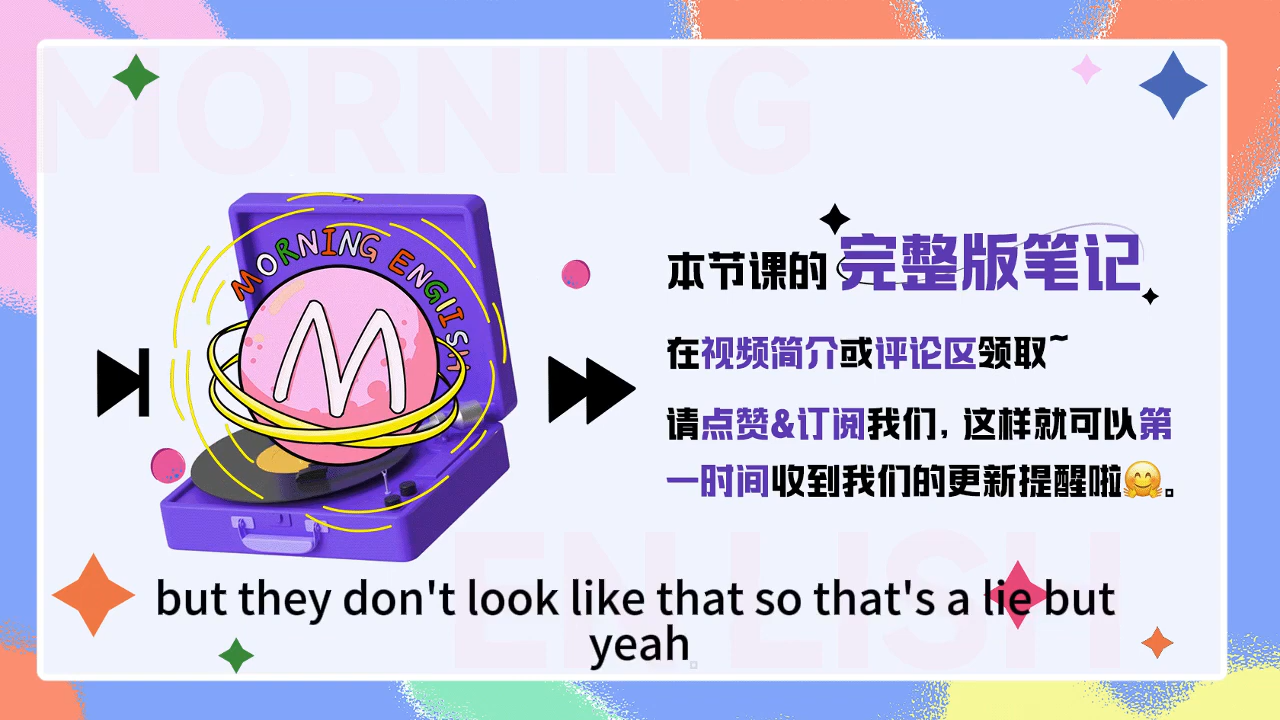 MORNING
MORNING ENGLISH
M
本节课的 完整版笔记
在视频简介或评论区领取~
请点赞&订阅我们，这样就可以第
一时间收到我们的更新提醒啦🤗。
EN LISH
but they don't look like that so that's a lie but
yeah